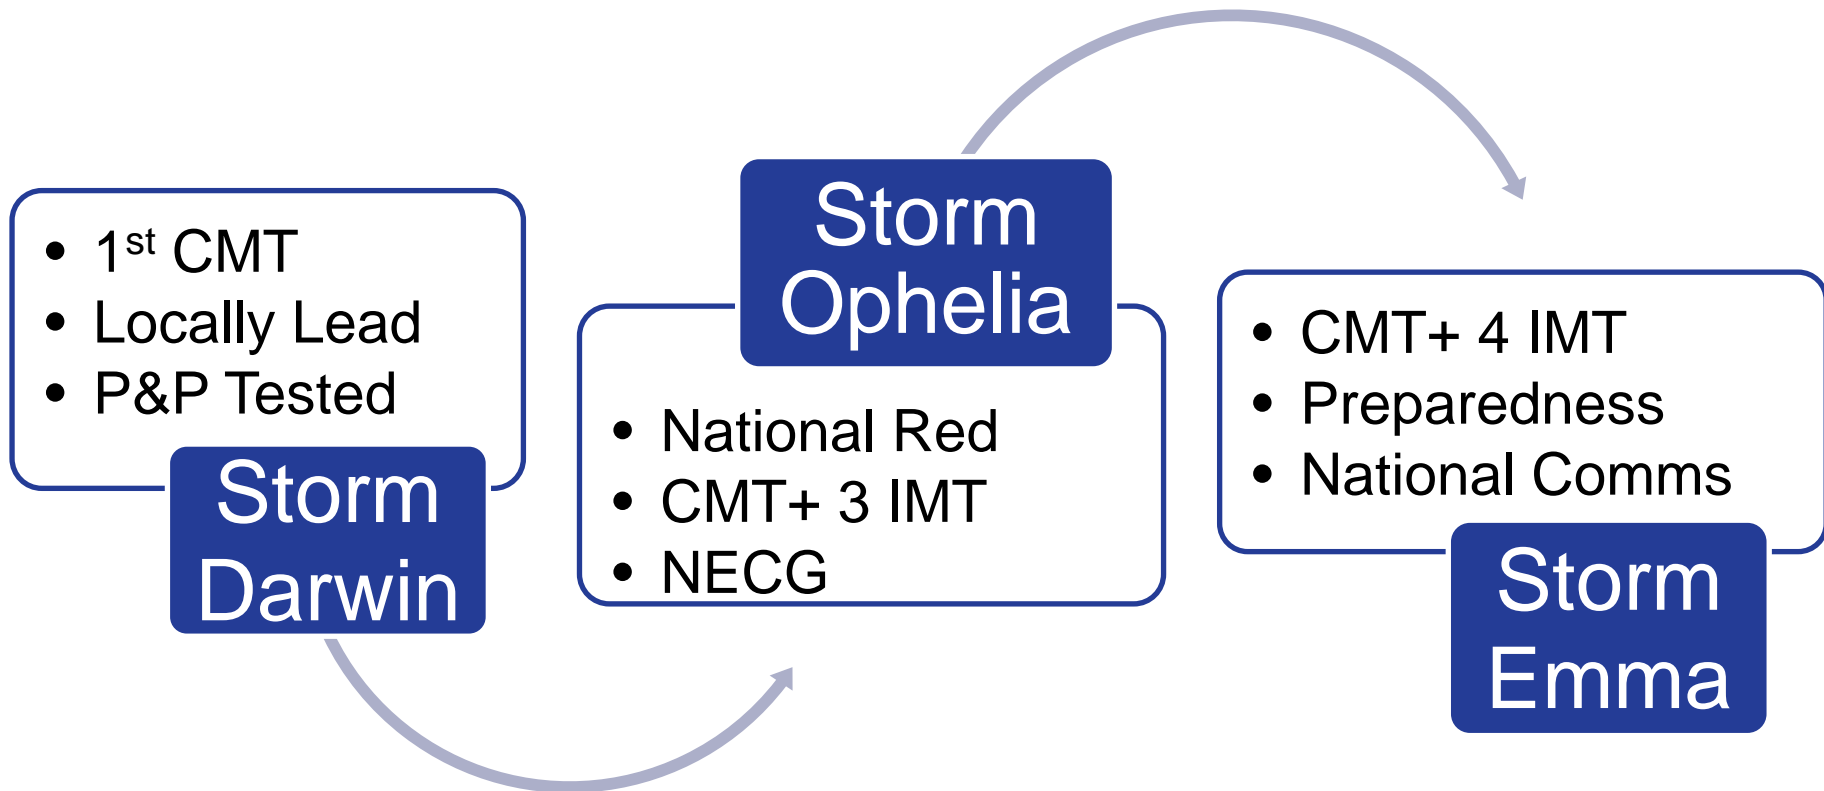 • 1st CMT
• Locally Lead
• P&P Tested
Storm
Darwin
Storm
Ophelia
• National Red
• CMT+ 3 IMT
• NECG
• CMT+ 4 IMT
• Preparedness
• National Comms
Storm
Emma